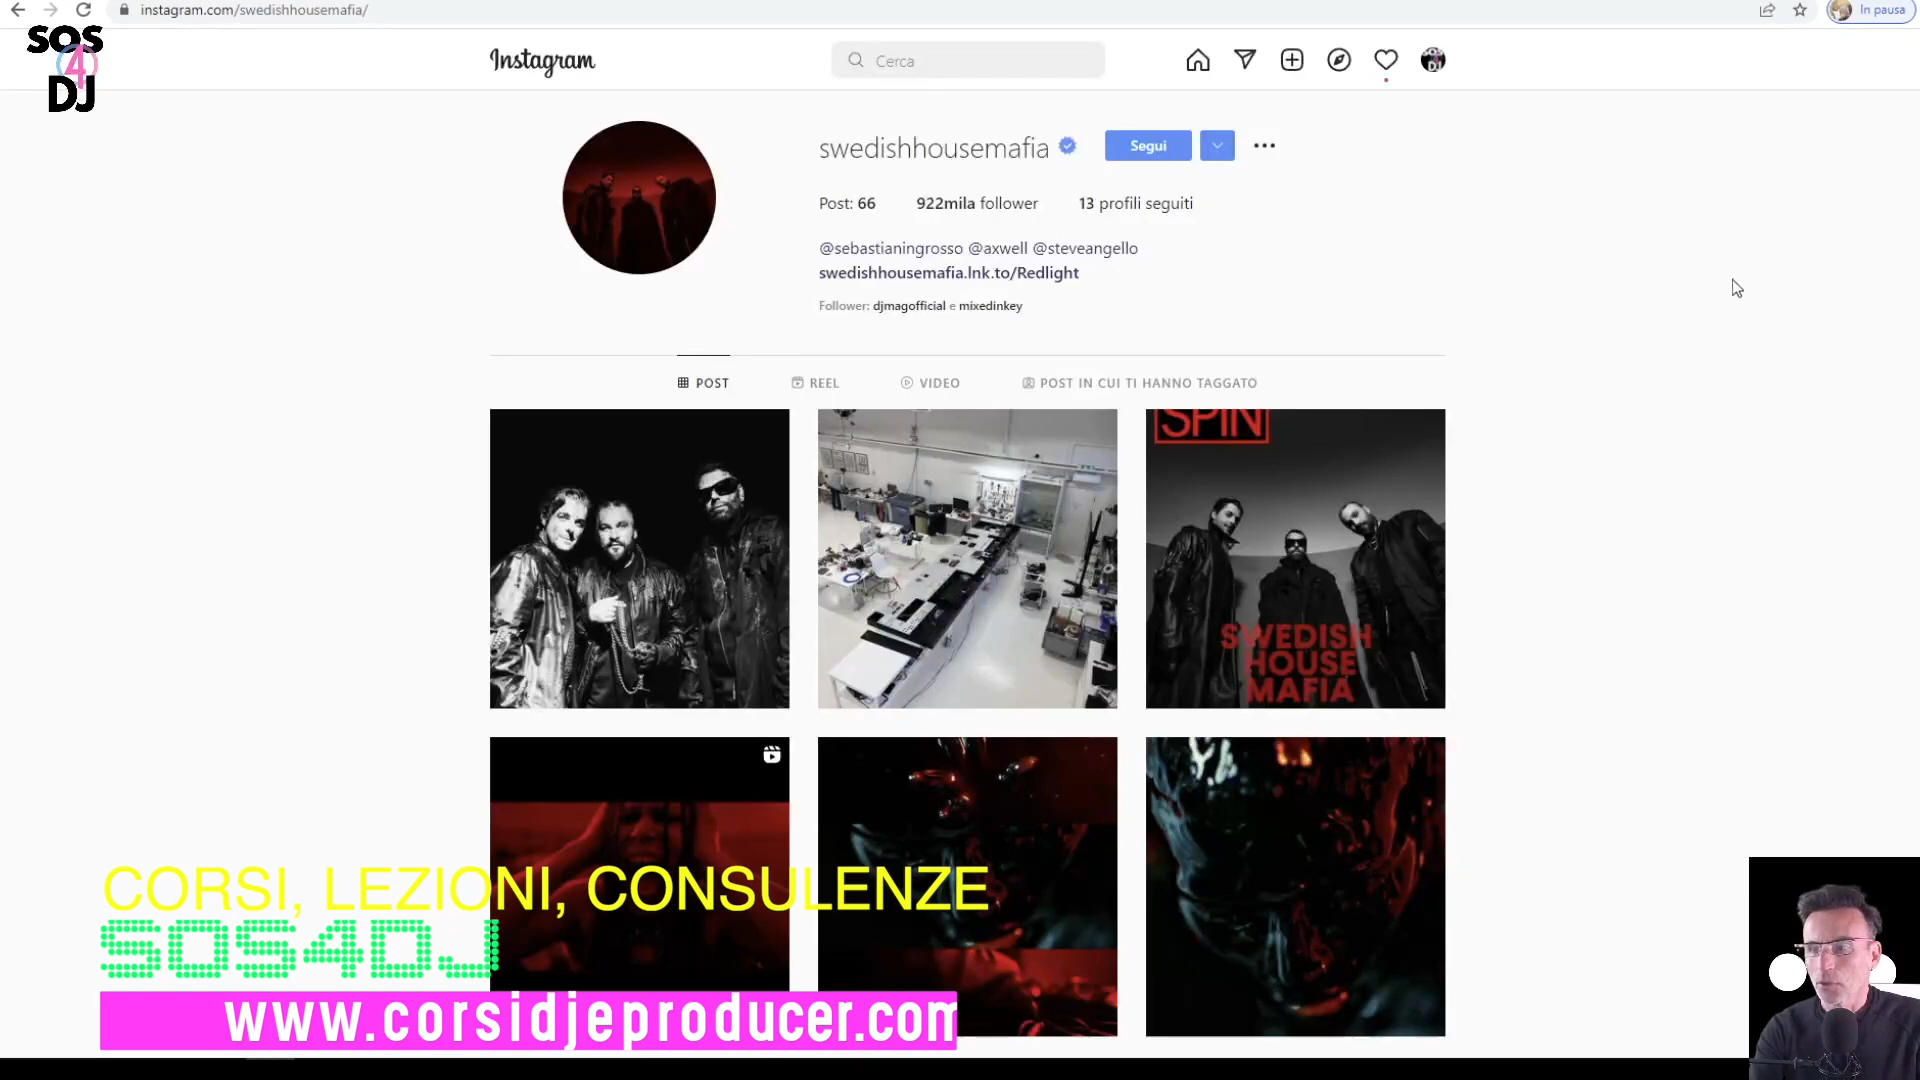 instagram.com/swedishhousemafia/
In pausa
SOS
4
DJ
Instagram
Cerca
swedishhousemafia
Segui
Post: 66 922mila follower 13 profili seguiti
@sebastianingrosso @axwell @steveangello
swedishhousemafia.lnk.to/Redlight
Follower: djmagofficial e mixedinkey
POST REEL VIDEO POST IN CUI TI HANNO TAGGATO
SPIN
SWEDISH
HOUSE
MAFIA
CORSI, LEZIONI, CONSULENZE
SOS4DJ
www.corsidjeproducer.com